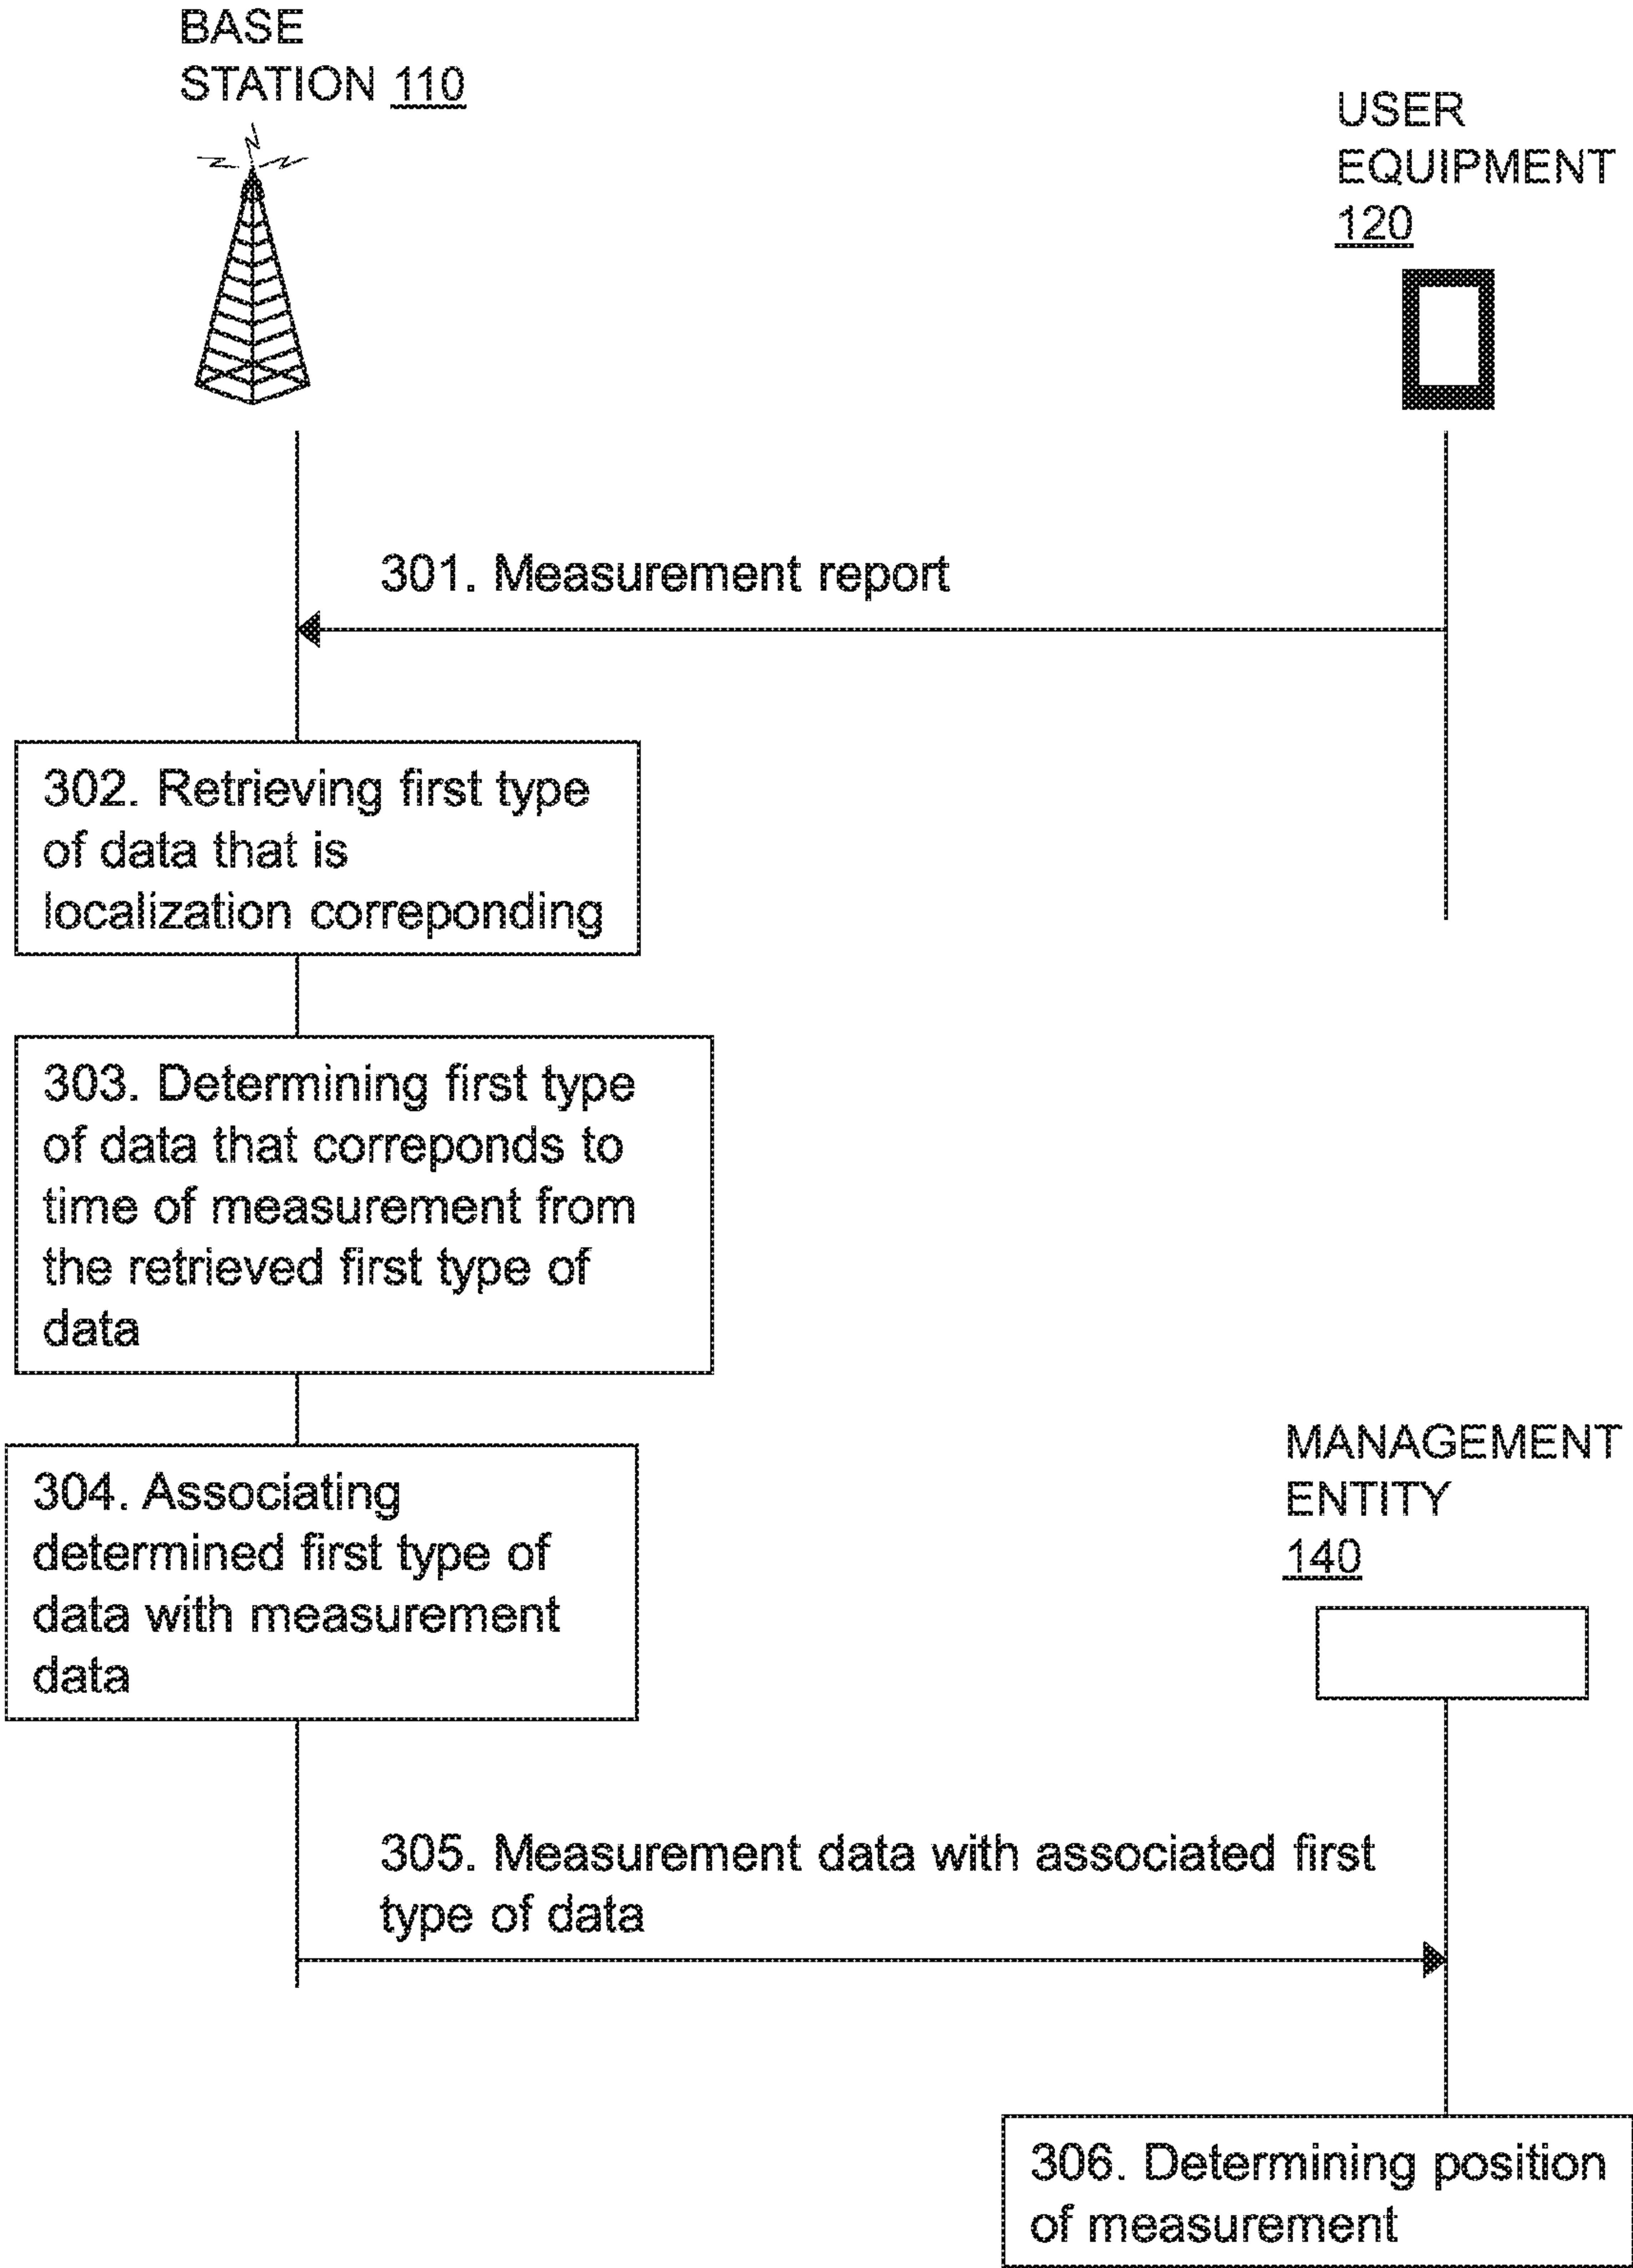 BASE
STATION 110
USER
EQUIPMENT
120
301. Measurement report
302. Retrieving first type
of data that is
localization correponding
303. Determining first type
of data that correponds to
time of measurement from
the retrieved first type of
data
304. Associating
determined first type of
data with measurement
data
MANAGEMENT
ENTITY
140
305. Measurement data with associated first
type of data
306. Determining position
of measurement